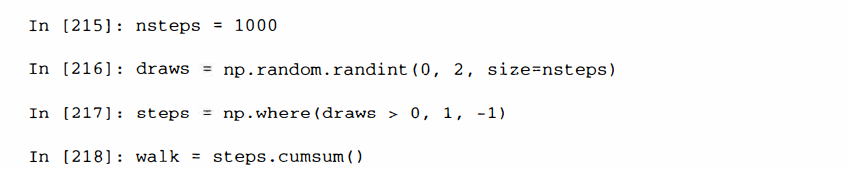 In [215]: nsteps = 1000
In [216]: draws = np.random.randint(0, 2, size=nsteps)
In [217]: steps = np.where(draws > 0, 1, -1)
In [218]: walk = steps.cumsum()